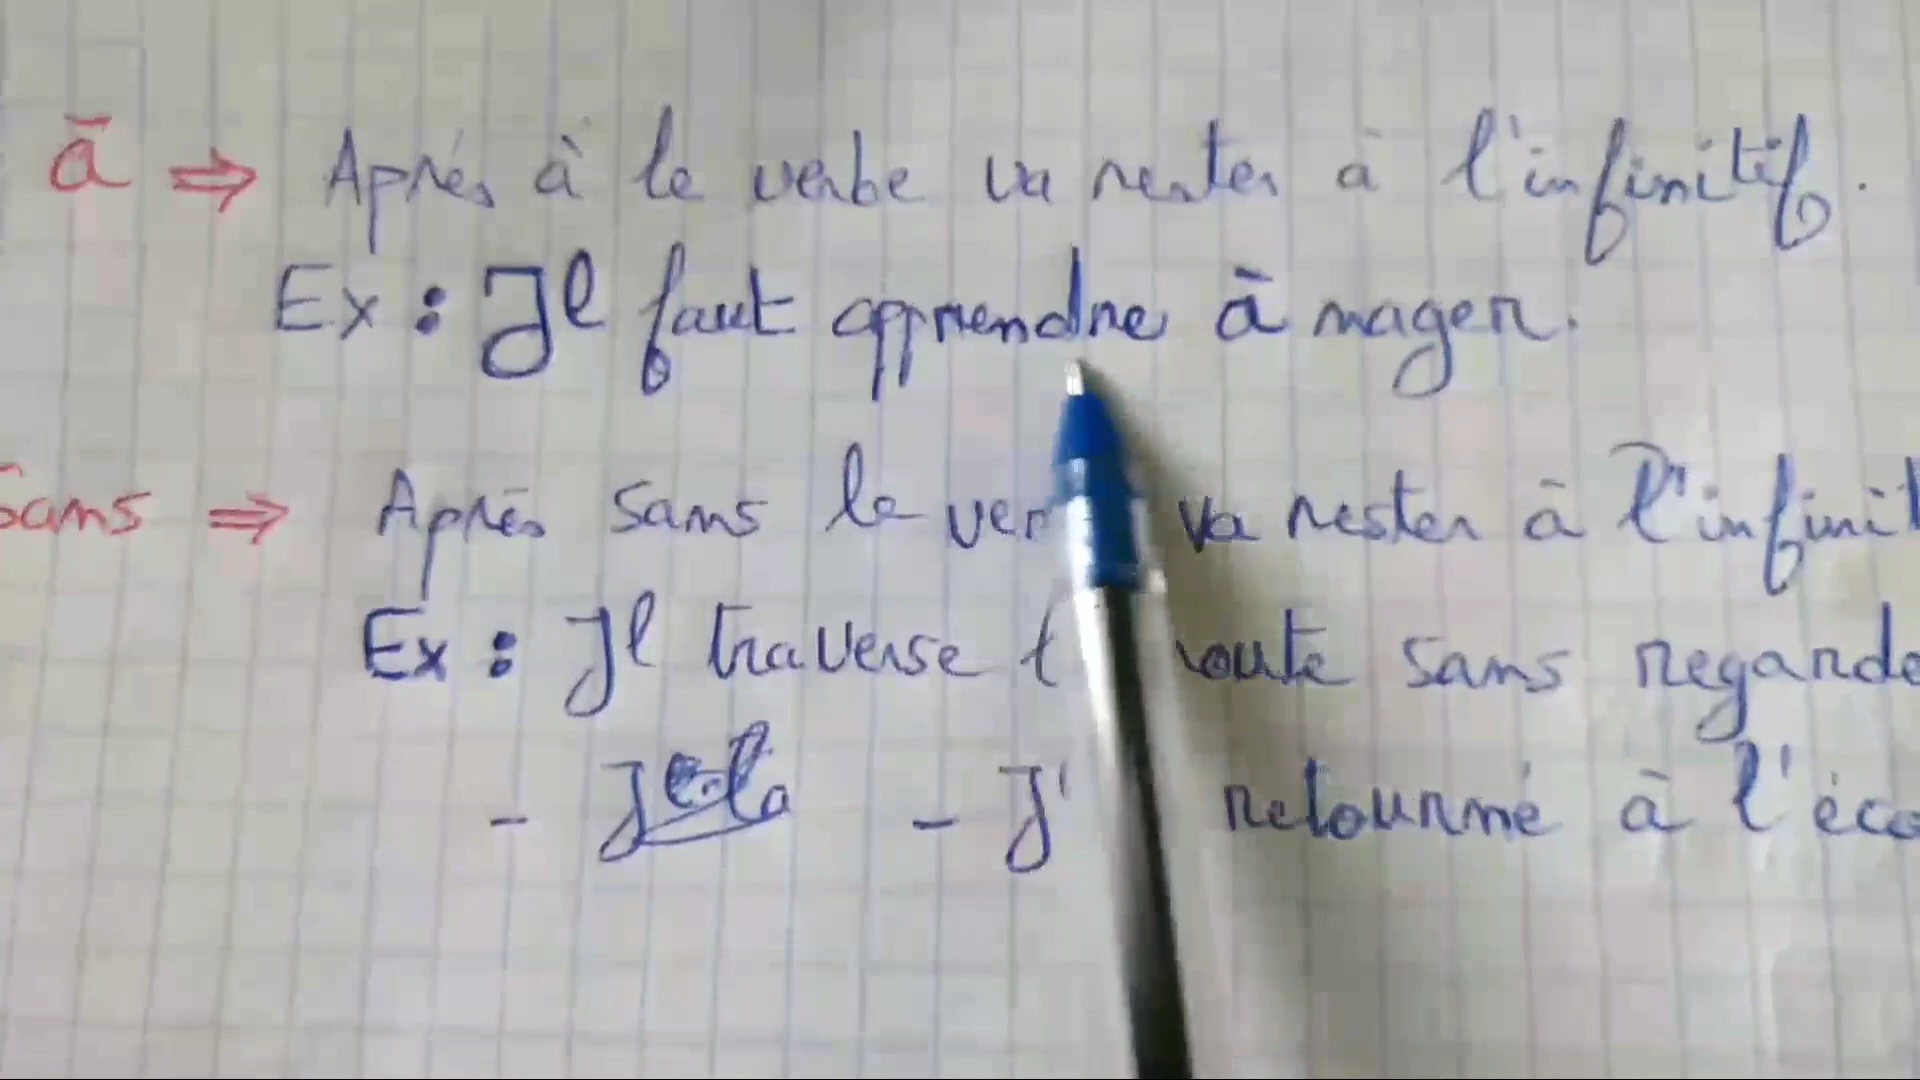 à ⇒ Après à le verbe va rester à l'infinitif.
Ex : Il faut apprendre à mager.
Sans ⇒ Après sans le ver va rester à l'infinit
Ex : Il traverse l route sans regarde
- - J' retourné à l'éco